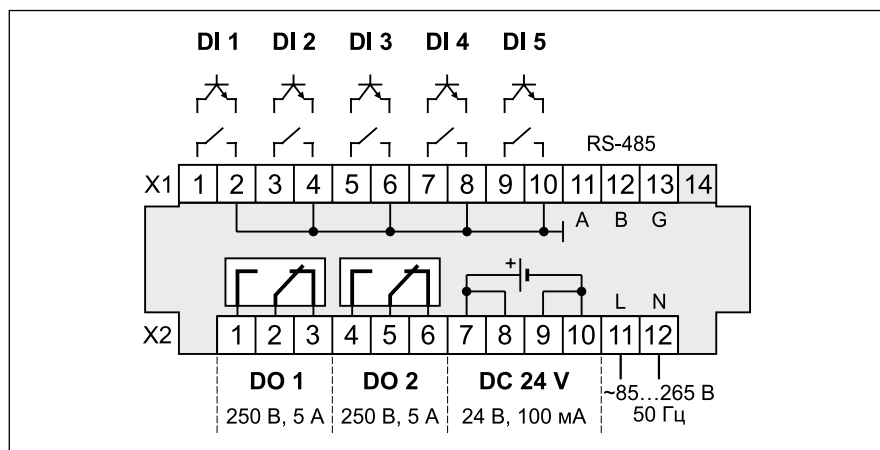 DI 1 DI 2 DI 3 DI 4 DI 5
RS-485
X1 1 2 3 4 5 6 7 8 9 10 11 12 13 14
A B G
+
L N
X2 1 2 3 4 5 6 7 8 9 10 11 12
DO 1 DO 2 DC 24 V
~85...265 В
250 В, 5 А 250 В, 5 А 24 В, 100 мА 50 Гц